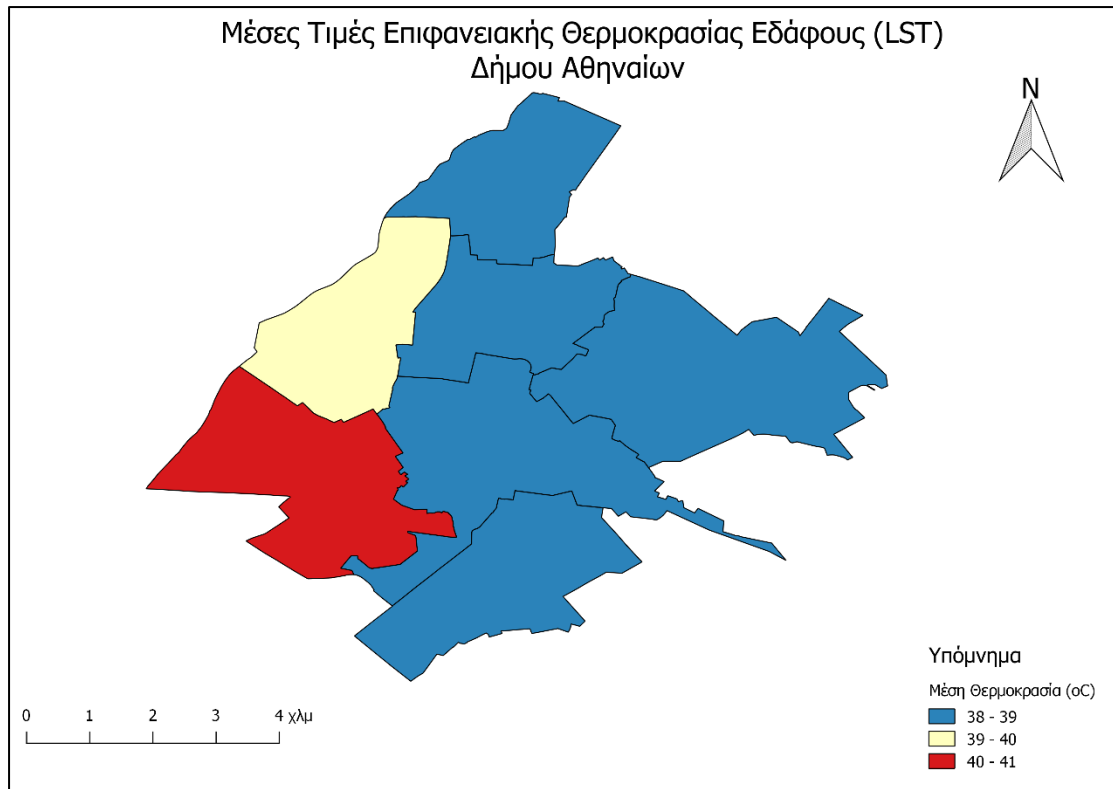 Μέσες Τιμές Επιφανειακής Θερμοκρασίας Εδάφους (LST)
Δήμου Αθηναίων
N
Υπόμνημα
Μέση Θερμοκρασία (οC)
38 - 39
39 - 40
40 - 41
0 1 2 3 4 χλμ